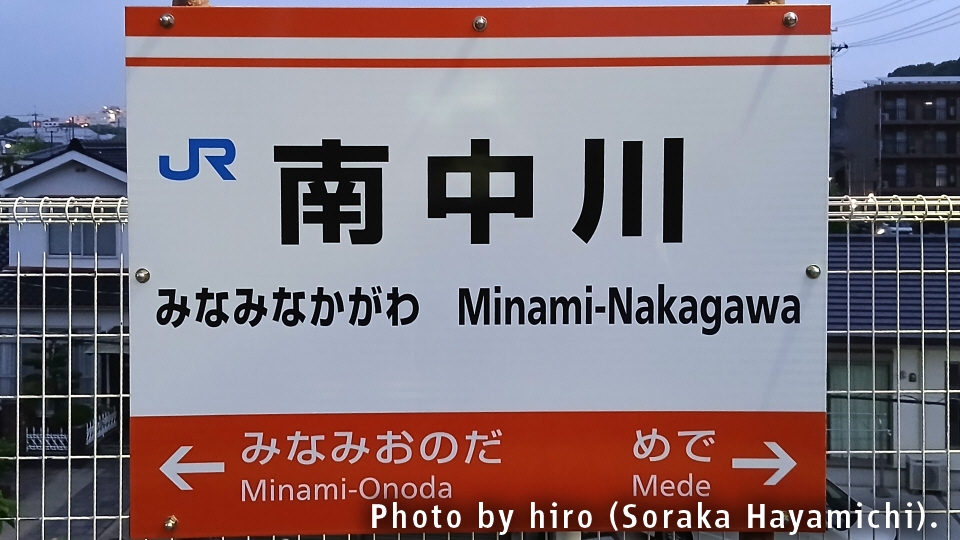 JR 南中川
みなみなかがわ Minami-Nakagawa
← みなみおのだ めで →
Minami-Onoda Mede
Photo by hiro (Soraka Hayamichi).